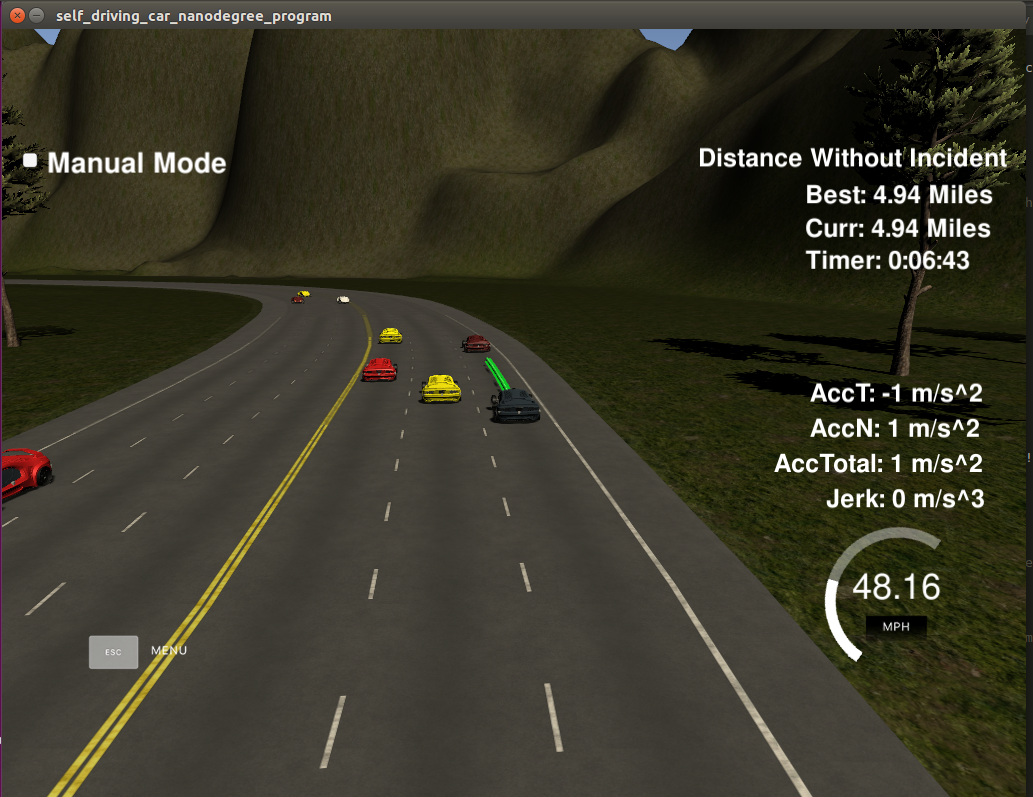 self_driving_car_nanodegree_program
Manual Mode
Distance Without Incident
Best: 4.94 Miles
Curr: 4.94 Miles
Timer: 0:06:43
AccT: -1 m/s^2
AccN: 1 m/s^2
AccTotal: 1 m/s^2
Jerk: 0 m/s^3
48.16
MPH
ESC MENU